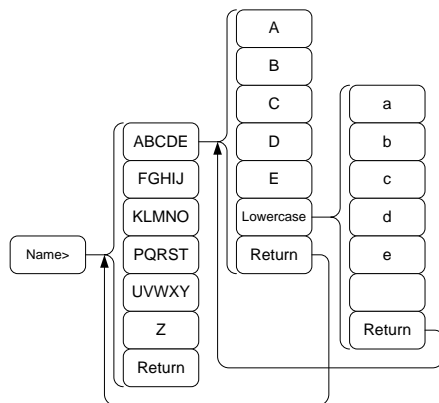 Name>
ABCDE
FGHIJ
KLMNO
PQRST
UVWXY
Z
Return
A
B
C
D
E
Lowercase
Return
a
b
c
d
e
Return